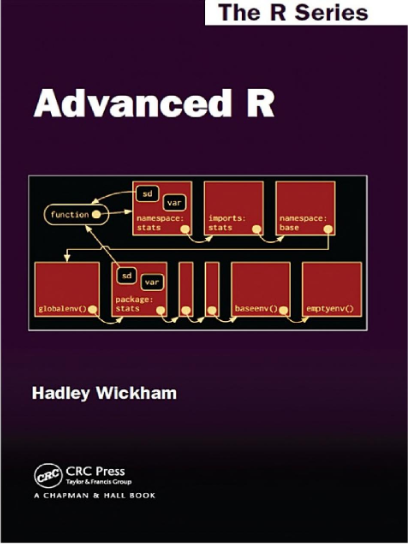 The R Series
Advanced R
sd
var
function
namespace:
stats
imports:
stats
namespace:
base
sd
var
globalenv()
package:
stats
baseenv()
emptyenv()
Hadley Wickham
CRC
CRC Press
Taylor & Francis Group
A CHAPMAN & HALL BOOK